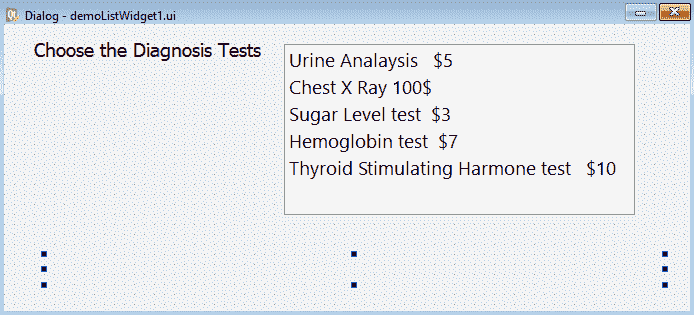 Dialog - demoListWidget1.ui
Choose the Diagnosis Tests
Urine Analaysis $5
Chest X Ray 100$
Sugar Level test $3
Hemoglobin test $7
Thyroid Stimulating Harmone test $10